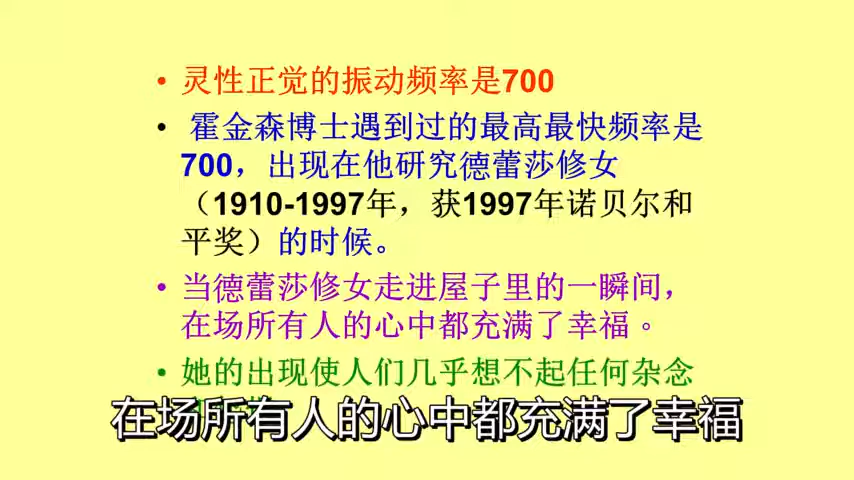 • 灵性正觉的振动频率是700
• 霍金森博士遇到过的最高最快频率是
700，出现在他研究德蕾莎修女
（1910-1997年，获1997年诺贝尔和
平奖）的时候。
• 当德蕾莎修女走进屋子里的一瞬间，
在场所有人的心中都充满了幸福。
• 她的出现使人们几乎想不起任何杂念
在场所有人的心中都充满了幸福